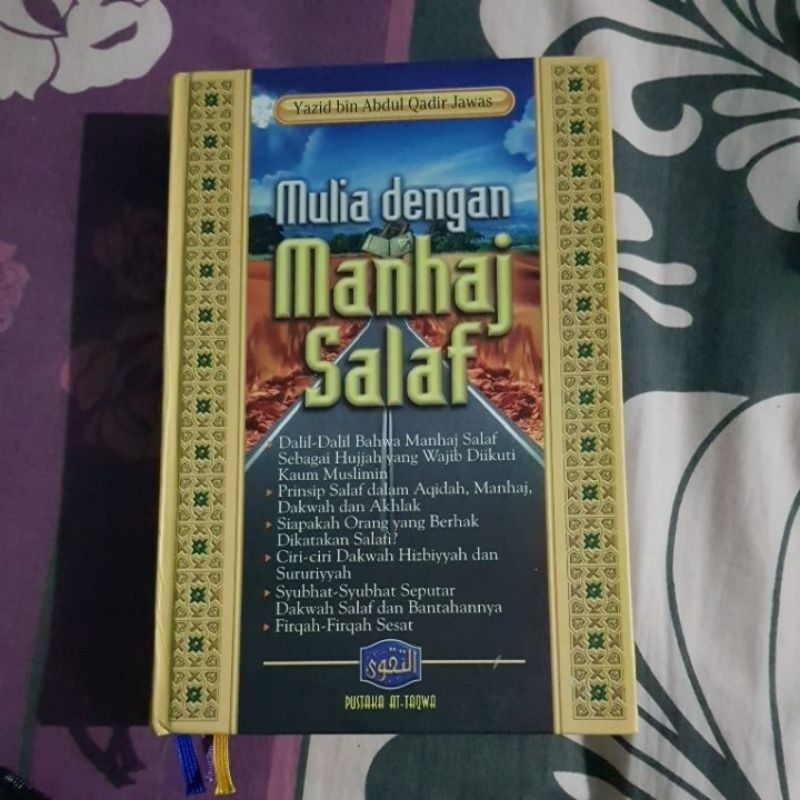 Yazid bin Abdul Qadir Jawas
Mulia dengan
Manhaj
Salaf
Dalil-Dalil Bahwa Manhaj Salaf
Sebagai Hujjah yang Wajib Diikuti
Kaum Muslimin
Prinsip Salaf dalam Aqidah, Manhaj,
Dakwah dan Akhlak
Siapakah Orang yang Berhak
Dikatakan Salafi?
Ciri-ciri Dakwah Hizbiyyah dan
Sururiyyah
Syubhat-Syubhat Seputar
Dakwah Salaf dan Bantahannya
Firqah-Firqah Sesat
التقوى
PUSTAKA AT-TAQWA